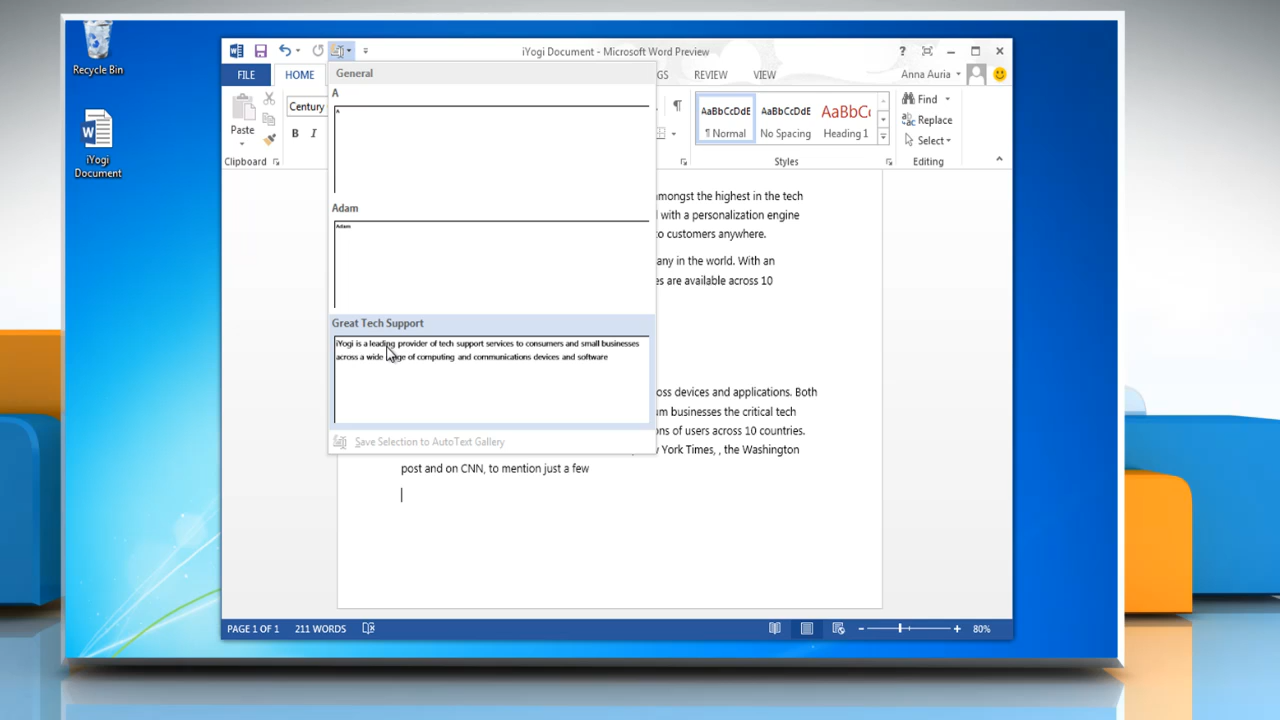 Recycle Bin
iYogi
Document
iYogi Document - Microsoft Word Preview
?
FILE
HOME
GS
REVIEW
VIEW
Anna Auria
Paste
Clipboard
Century
B I
¶
AaBbCcDdE
¶ Normal
AaBbCcDdE
No Spacing
AaBbCc
Heading 1
Styles
Find
Replace
Select
Editing
General
A
A
Adam
Adam
Great Tech Support
iYogi is a leading provider of tech support services to consumers and small businesses
across a wide of computing and communications devices and software
Save Selection to AutoText Gallery
amongst the highest in the tech
with a personalization engine
to customers anywhere.
any in the world. With an
es are available across 10
oss devices and applications. Both
um businesses the critical tech
ons of users across 10 countries.
York Times, , the Washington
post and on CNN, to mention just a few
PAGE 1 OF 1
211 WORDS
80%